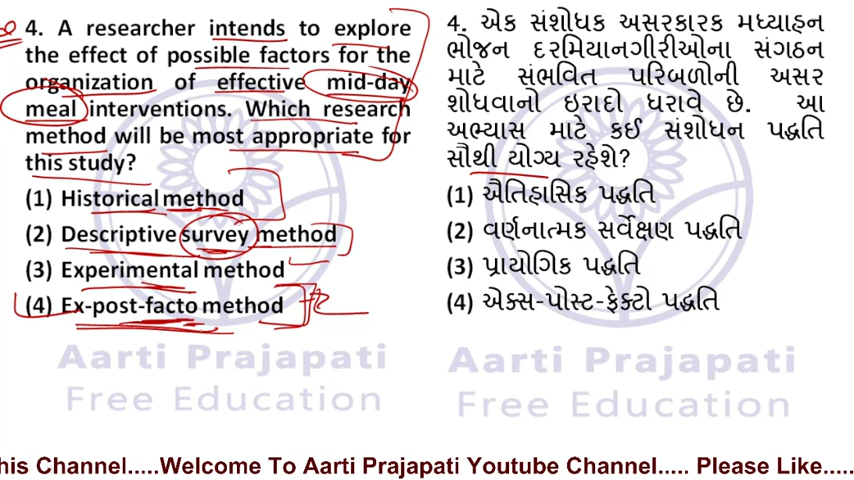 4. A researcher intends to explore
the effect of possible factors for the
organization of effective mid-day
meal interventions. Which research
method will be most appropriate for
this study?
(1) Historical method
(2) Descriptive survey method
(3) Experimental method
(4) Ex-post-facto method
Aarti Prajapati
Free Education
4. એક સંશોધક અસરકારક મધ્યાહ્ન
ભોજન દરમિયાનગીરીઓના સંગઠન
માટે સંભવિત પરિબળોની અસર
શોધવાનો ઇરાદો ધરાવે છે. આ
અભ્યાસ માટે કઈ સંશોધન પદ્ધતિ
સૌથી યોગ્ય રહેશે?
(1) ઐતિહાસિક પદ્ધતિ
(2) વર્ણનાત્મક સર્વેક્ષણ પદ્ધતિ
(3) પ્રાયોગિક પદ્ધતિ
(4) એક્સ-પોસ્ટ-ફેક્ટો પદ્ધતિ
Aarti Prajapati
Free Education
his Channel.....Welcome To Aarti Prajapati Youtube Channel..... Please Like.....